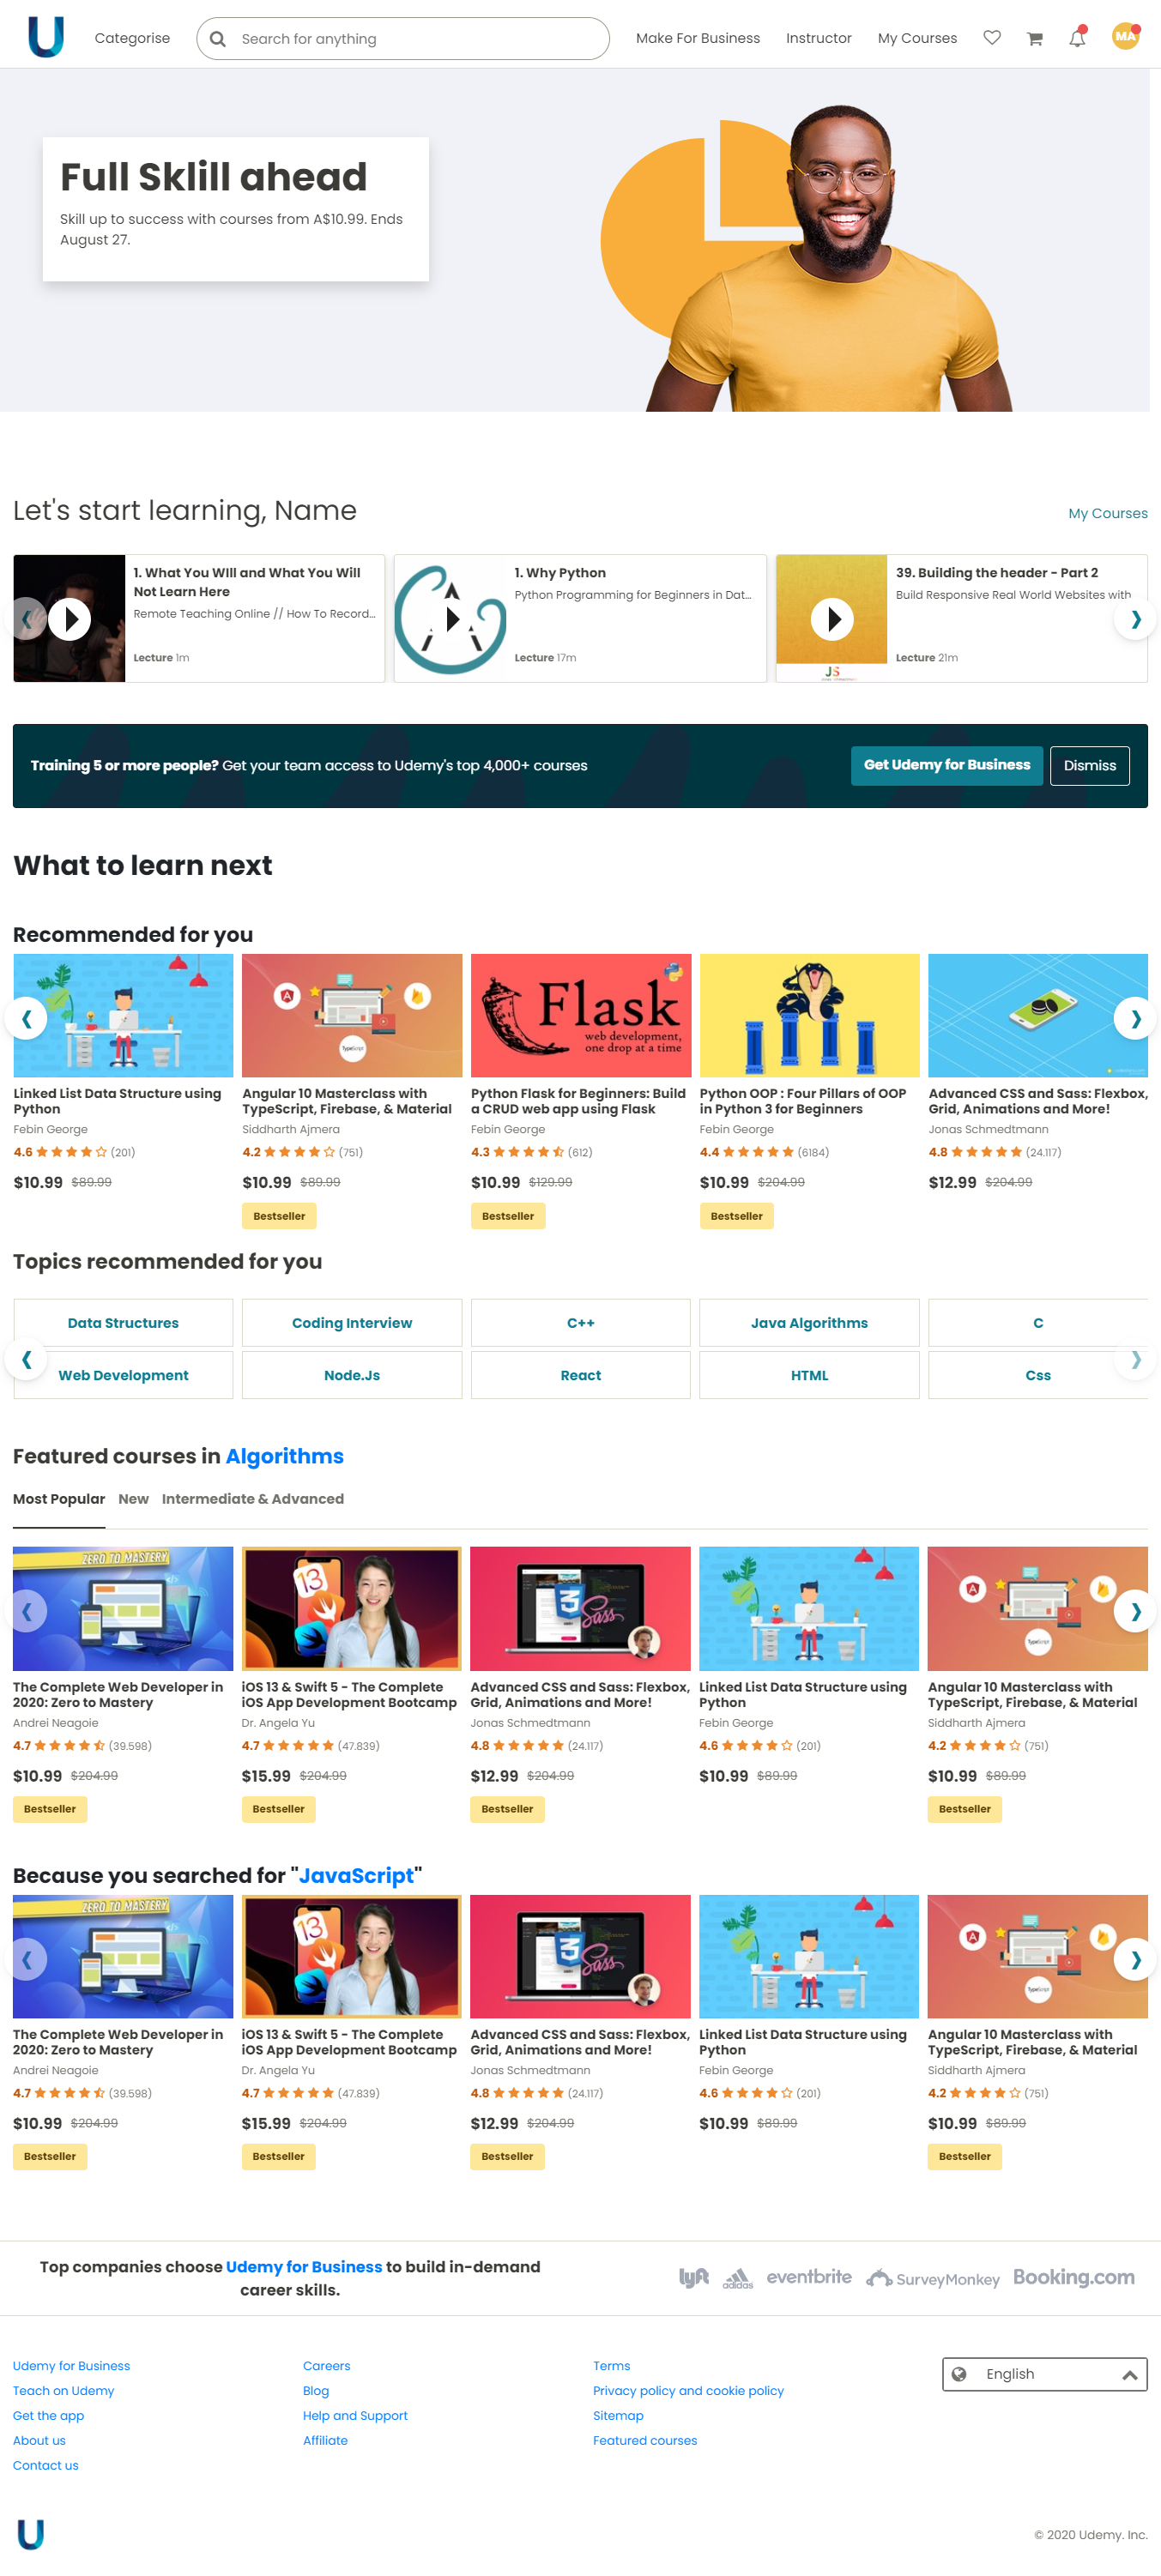 U
Categorise
Search for anything
Make For Business
Instructor
My Courses
MA
Full Sklill ahead
Skill up to success with courses from A$10.99. Ends
August 27.
Let's start learning, Name
My Courses
1. What You WIll and What You Will
Not Learn Here
Remote Teaching Online // How To Record...
Lecture 1m
1. Why Python
Python Programming for Beginners in Dat...
Lecture 17m
JS
39. Building the header - Part 2
Build Responsive Real World Websites with
Lecture 21m
Training 5 or more people? Get your team access to Udemy's top 4,000+ courses
Get Udemy for Business
Dismiss
What to learn next
Recommended for you
TypeScript
Flask
web development,
one drop at a time
Linked List Data Structure using
Python
Febin George
4.6 (201)
$10.99 $89.99
Angular 10 Masterclass with
TypeScript, Firebase, & Material
Siddharth Ajmera
4.2 (751)
$10.99 $89.99
Bestseller
Python Flask for Beginners: Build
a CRUD web app using Flask
Febin George
4.3 (612)
$10.99 $129.99
Bestseller
Python OOP : Four Pillars of OOP
in Python 3 for Beginners
Febin George
4.4 (6184)
$10.99 $204.99
Bestseller
Advanced CSS and Sass: Flexbox,
Grid, Animations and More!
Jonas Schmedtmann
4.8 (24.117)
$12.99 $204.99
Topics recommended for you
Data Structures
Coding Interview
C++
Java Algorithms
C
Web Development
Node.Js
React
HTML
Css
Featured courses in Algorithms
Most Popular
New
Intermediate & Advanced
ZERO TO MASTERY
13
3
Sass
TypeScript
The Complete Web Developer in
2020: Zero to Mastery
Andrei Neagoie
4.7 (39.598)
$10.99 $204.99
Bestseller
iOS 13 & Swift 5 - The Complete
iOS App Development Bootcamp
Dr. Angela Yu
4.7 (47.839)
$15.99 $204.99
Bestseller
Advanced CSS and Sass: Flexbox,
Grid, Animations and More!
Jonas Schmedtmann
4.8 (24.117)
$12.99 $204.99
Bestseller
Linked List Data Structure using
Python
Febin George
4.6 (201)
$10.99 $89.99
Angular 10 Masterclass with
TypeScript, Firebase, & Material
Siddharth Ajmera
4.2 (751)
$10.99 $89.99
Bestseller
Because you searched for "JavaScript"
ZERO TO MASTERY
13
3
Sass
TypeScript
The Complete Web Developer in
2020: Zero to Mastery
Andrei Neagoie
4.7 (39.598)
$10.99 $204.99
Bestseller
iOS 13 & Swift 5 - The Complete
iOS App Development Bootcamp
Dr. Angela Yu
4.7 (47.839)
$15.99 $204.99
Bestseller
Advanced CSS and Sass: Flexbox,
Grid, Animations and More!
Jonas Schmedtmann
4.8 (24.117)
$12.99 $204.99
Bestseller
Linked List Data Structure using
Python
Febin George
4.6 (201)
$10.99 $89.99
Angular 10 Masterclass with
TypeScript, Firebase, & Material
Siddharth Ajmera
4.2 (751)
$10.99 $89.99
Bestseller
Top companies choose Udemy for Business to build in-demand
career skills.
lyft
adidas
eventbrite
SurveyMonkey
Booking.com
Udemy for Business
Teach on Udemy
Get the app
About us
Contact us
Careers
Blog
Help and Support
Affiliate
Terms
Privacy policy and cookie policy
Sitemap
Featured courses
English
U
© 2020 Udemy. Inc.